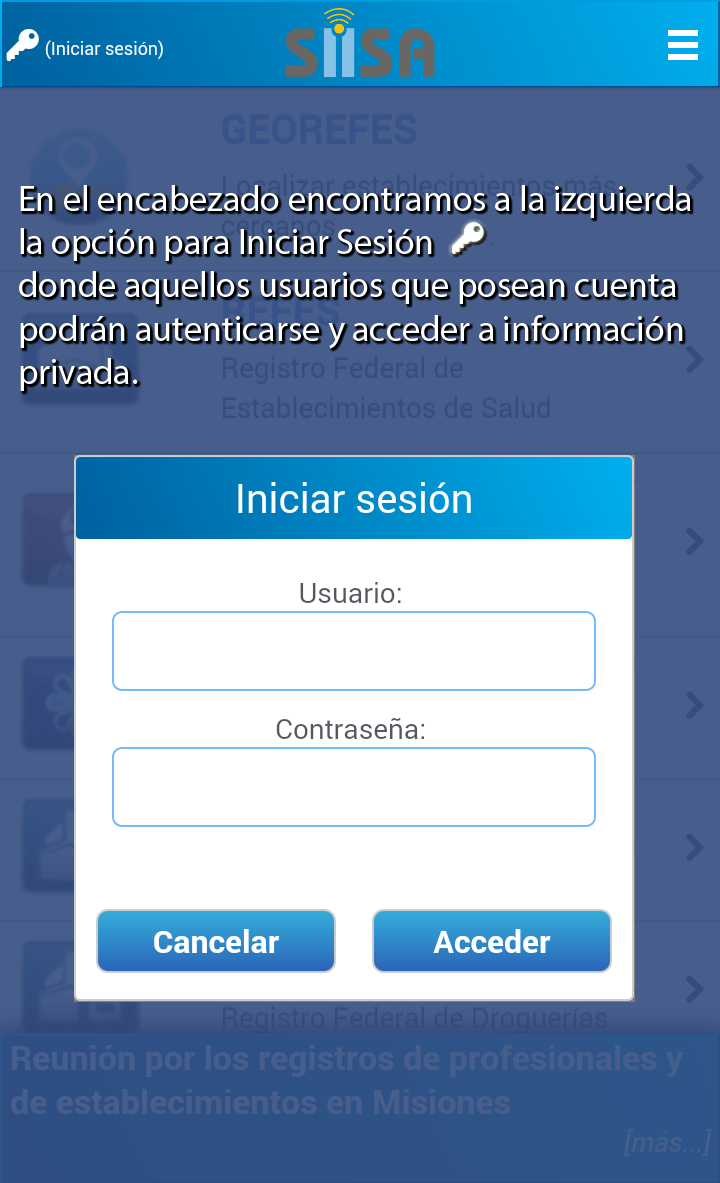 (Iniciar sesión)
SIISA
GEOREFES
Localizar establecimientos más
cercanos.
En el encabezado encontramos a la izquierda
la opción para Iniciar Sesión
donde aquellos usuarios que posean cuenta
podrán autenticarse y acceder a información
privada.
REFES
Registro Federal de
Establecimientos de Salud
Iniciar sesión
Usuario:
Contraseña:
Cancelar
Acceder
Registro Federal de Droguerías
Reunión por los registros de profesionales y
de establecimientos en Misiones
[más...]